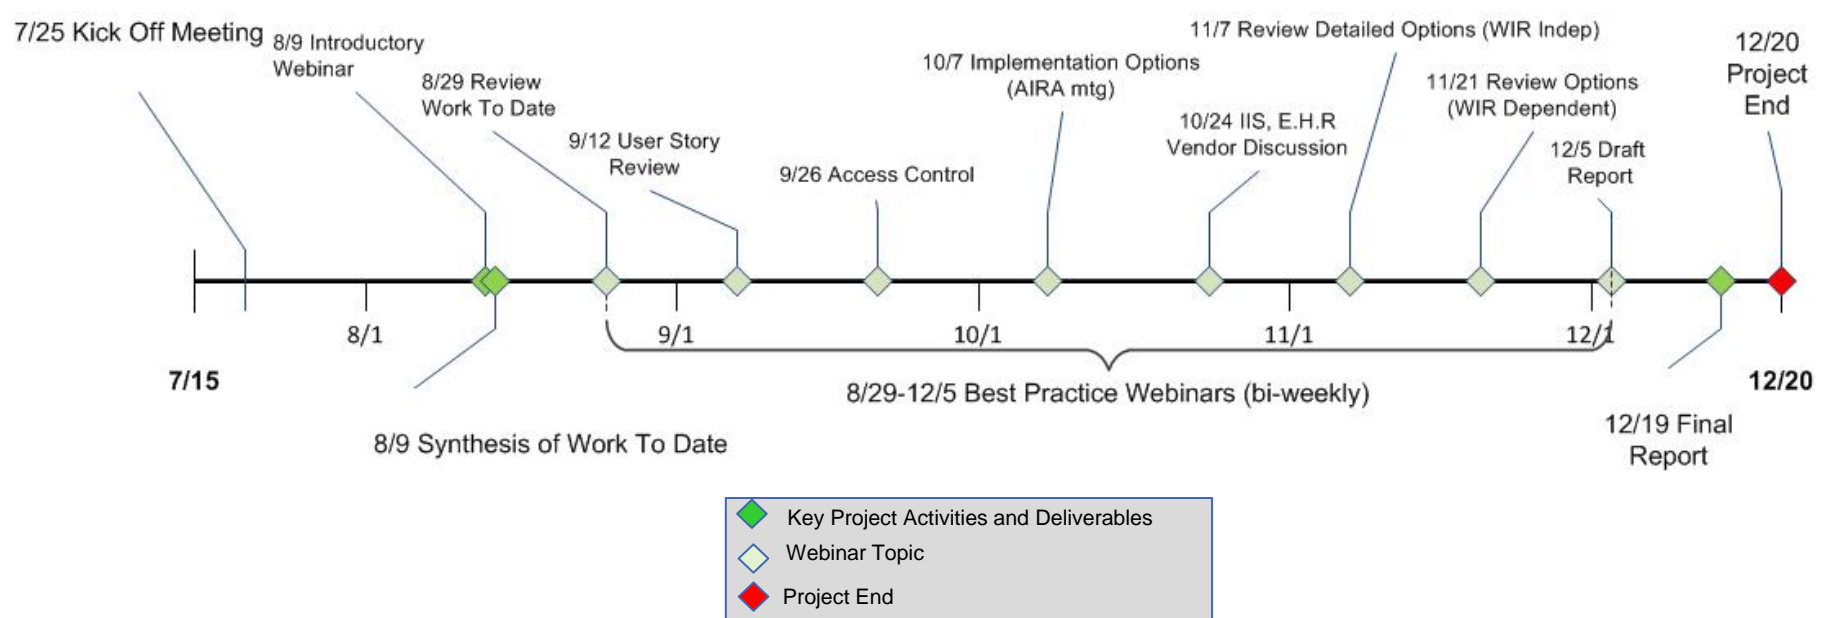 7/25 Kick Off Meeting
8/9 Introductory
Webinar
8/29 Review
Work To Date
9/12 User Story
Review
9/26 Access Control
10/7 Implementation Options
(AIRA mtg)
10/24 IIS, E.H.R
Vendor Discussion
11/7 Review Detailed Options (WIR Indep)
11/21 Review Options
(WIR Dependent)
12/5 Draft
Report
12/20
Project
End
8/1
9/1
10/1
11/1
12/1
7/15
12/20
8/29-12/5 Best Practice Webinars (bi-weekly)
8/9 Synthesis of Work To Date
12/19 Final
Report
Key Project Activities and Deliverables
Webinar Topic
Project End